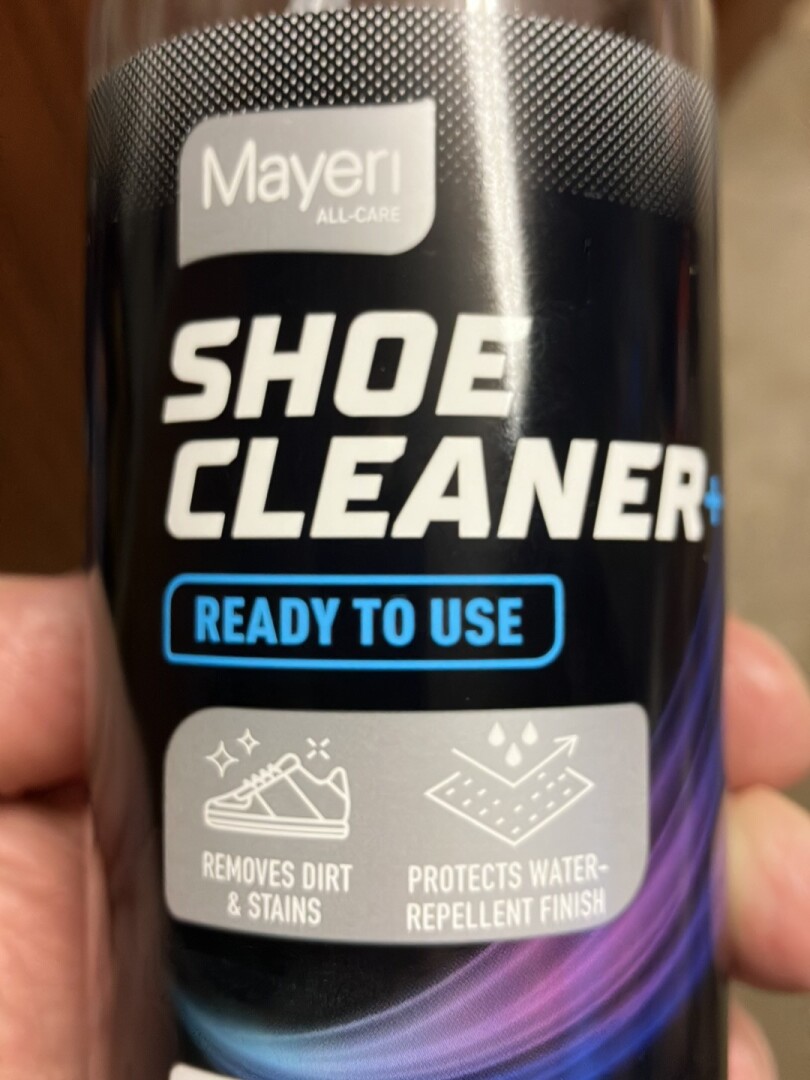 Mayeri
ALL-CARE
SHOE
CLEANER+
READY TO USE
REMOVES DIRT
& STAINS
PROTECTS WATER-
REPELLENT FINISH